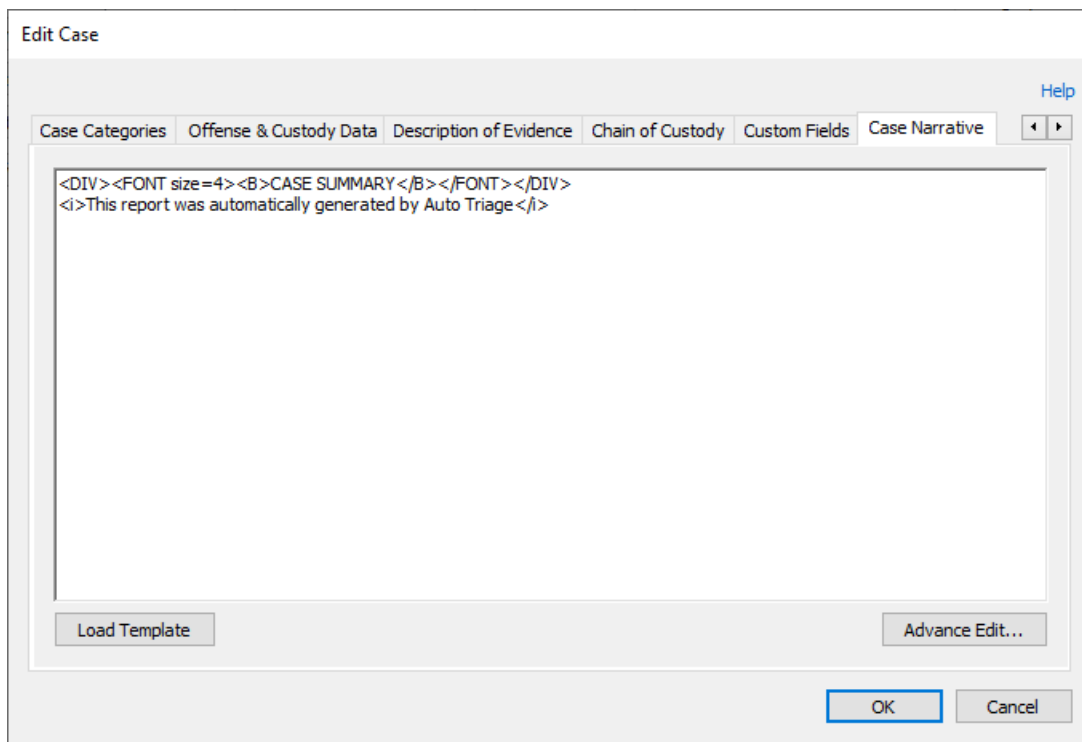 Edit Case
Help
Case Categories Offense & Custody Data Description of Evidence Chain of Custody Custom Fields Case Narrative
<DIV><FONT size=4><B>CASE SUMMARY</B></FONT></DIV>
<i>This report was automatically generated by Auto Triage</i>
Load Template Advance Edit...
OK Cancel